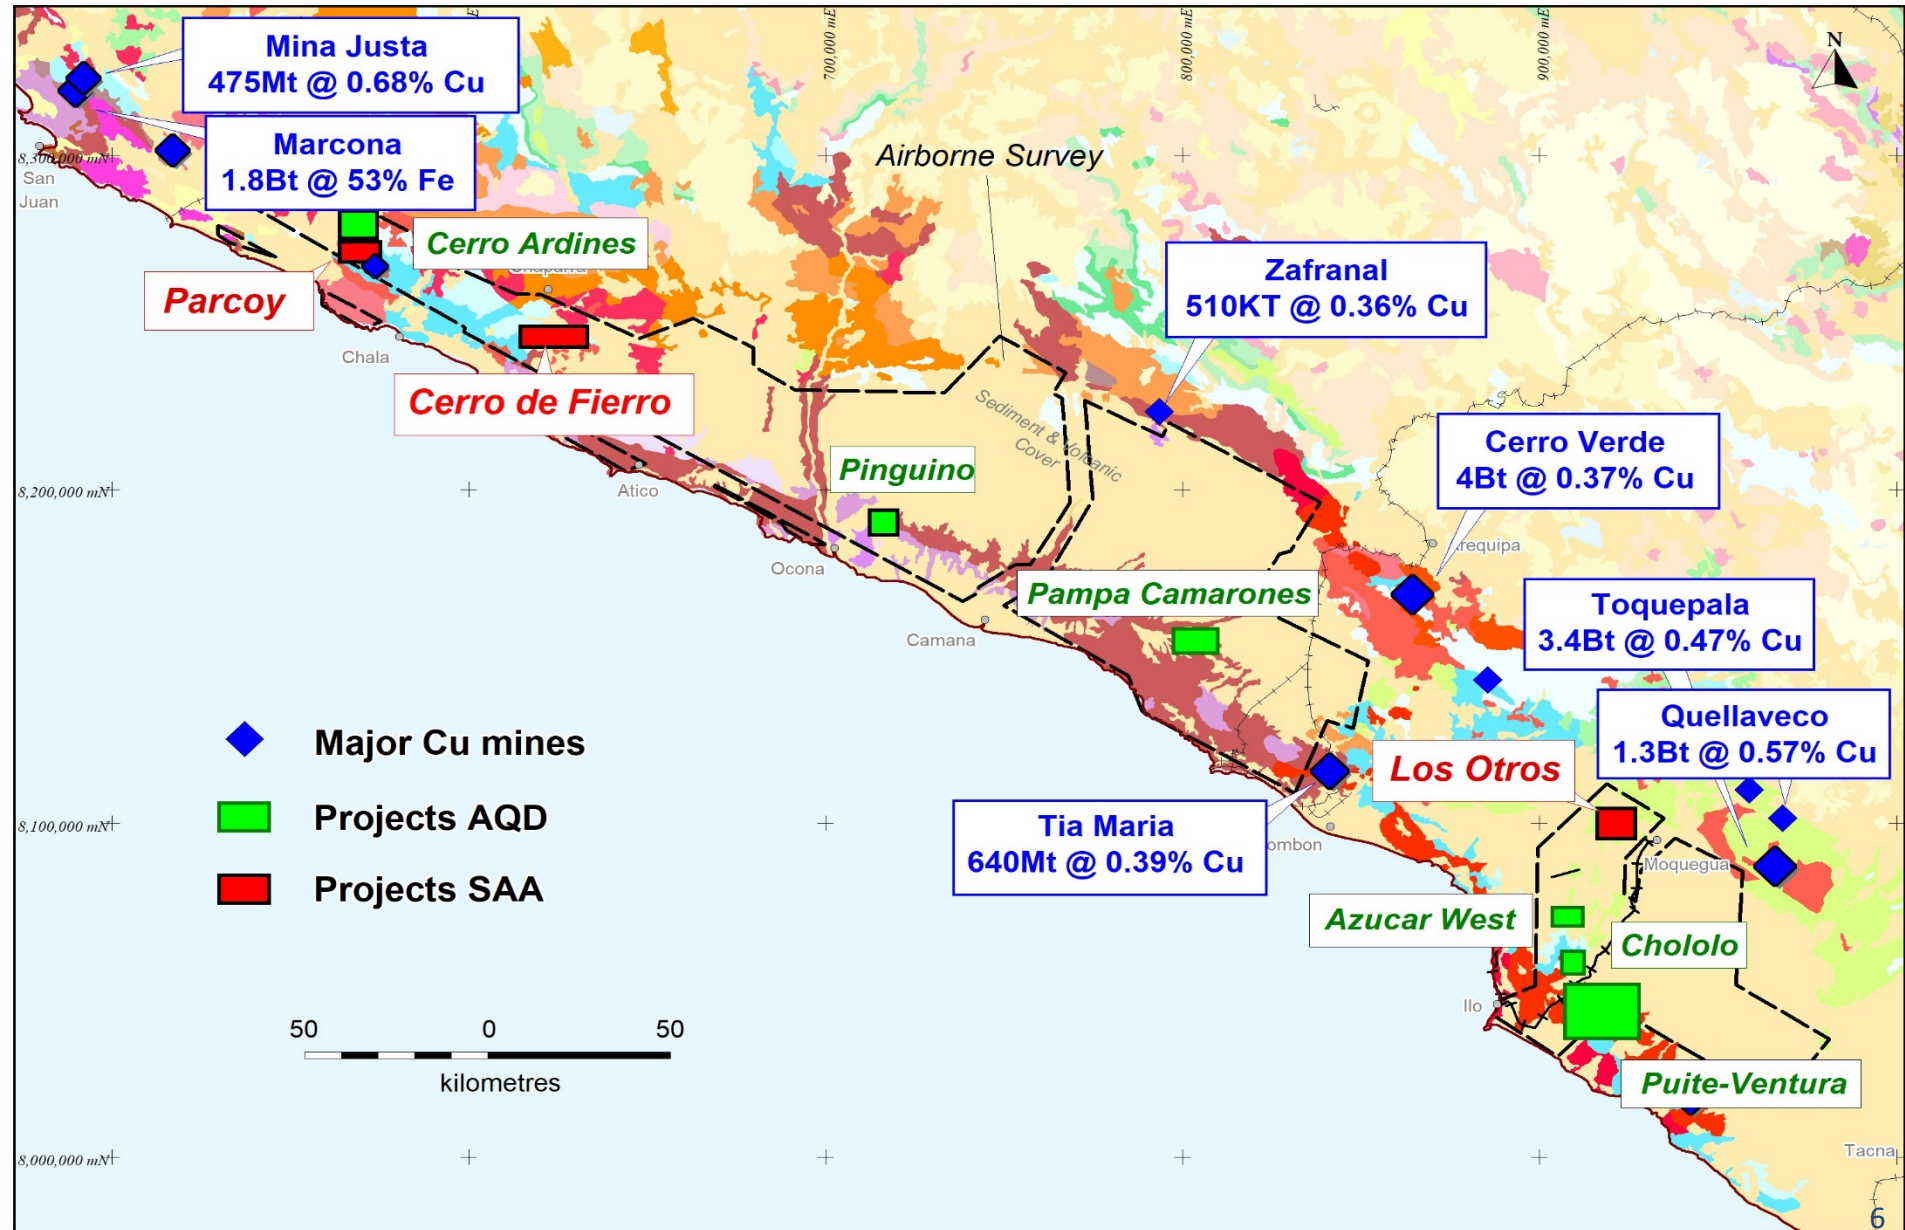 Mina Justa
475Mt @ 0.68% Cu
Marcona
1.8Bt @ 53% Fe
700,000 mE
800,000 mE
900,000 mE
N
Airborne Survey
8,300,000 mN
San
Juan
Cerro Ardines
Parcoy
Chala
Cerro de Fierro
Zafranal
510KT @ 0.36% Cu
Sediment & Volcanic
Cover
Cerro Verde
4Bt @ 0.37% Cu
Pinguino
8,200,000 mN
Atico
Ocona
requipa
Pampa Camarones
Camana
Toquepala
3.4Bt @ 0.47% Cu
Quellaveco
1.3Bt @ 0.57% Cu
Los Otros
Major Cu mines
Projects AQD
Projects SAA
8,100,000 mN
Tia Maria
640Mt @ 0.39% Cu
ombon
Moquegua
Azucar West
Chololo
Ilo
50 0 50
kilometres
Puite-Ventura
8,000,000 mN
Tacna
6